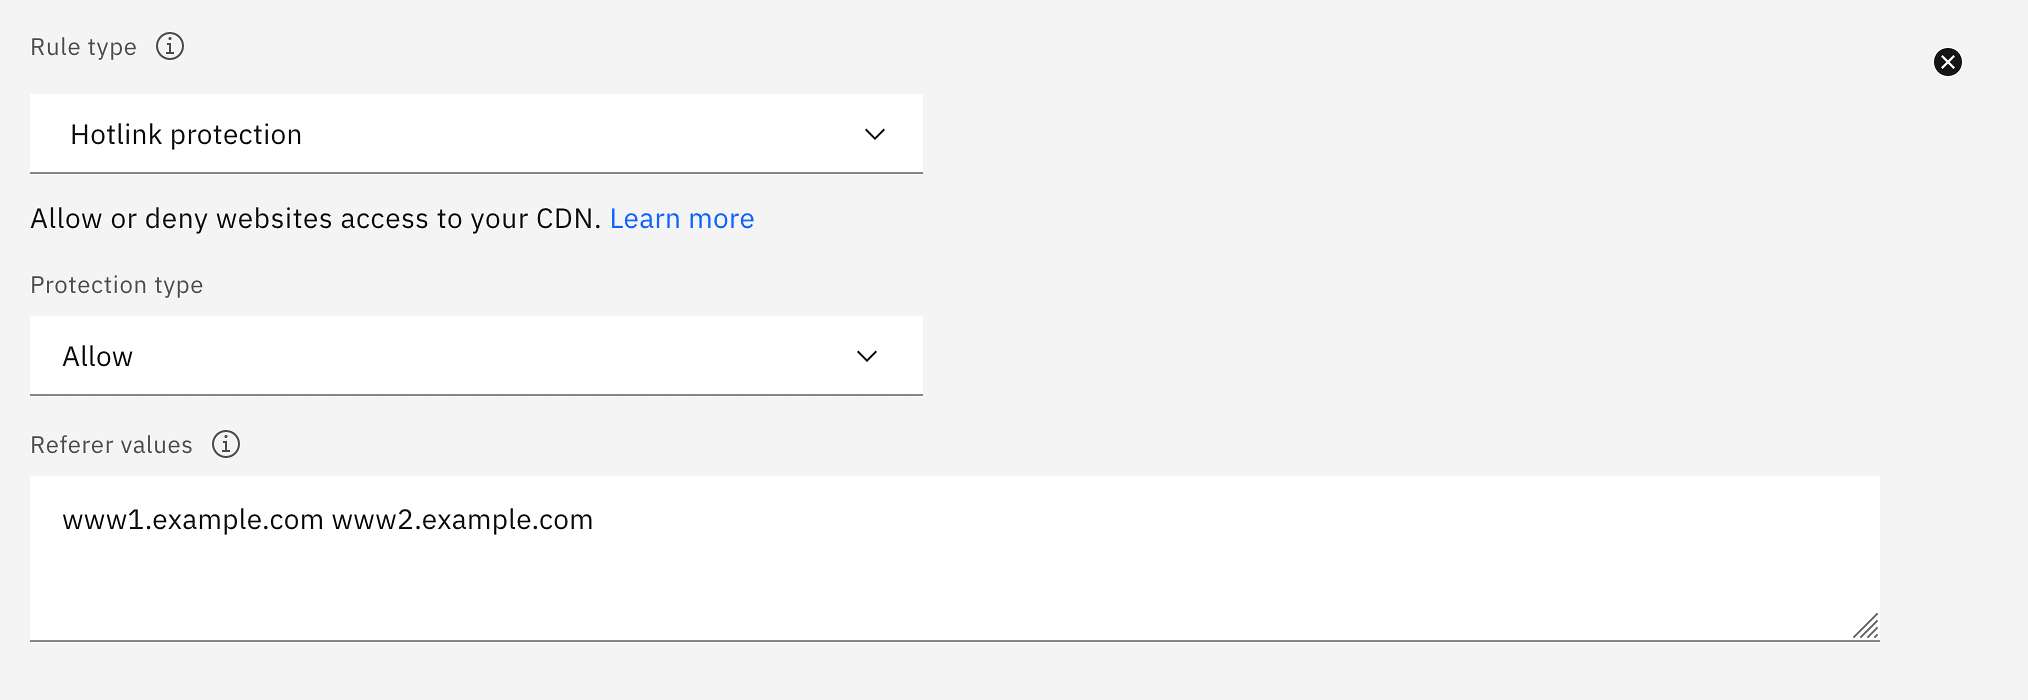 Rule type
Hotlink protection
Allow or deny websites access to your CDN. Learn more
Protection type
Allow
Referer values
www1.example.com www2.example.com